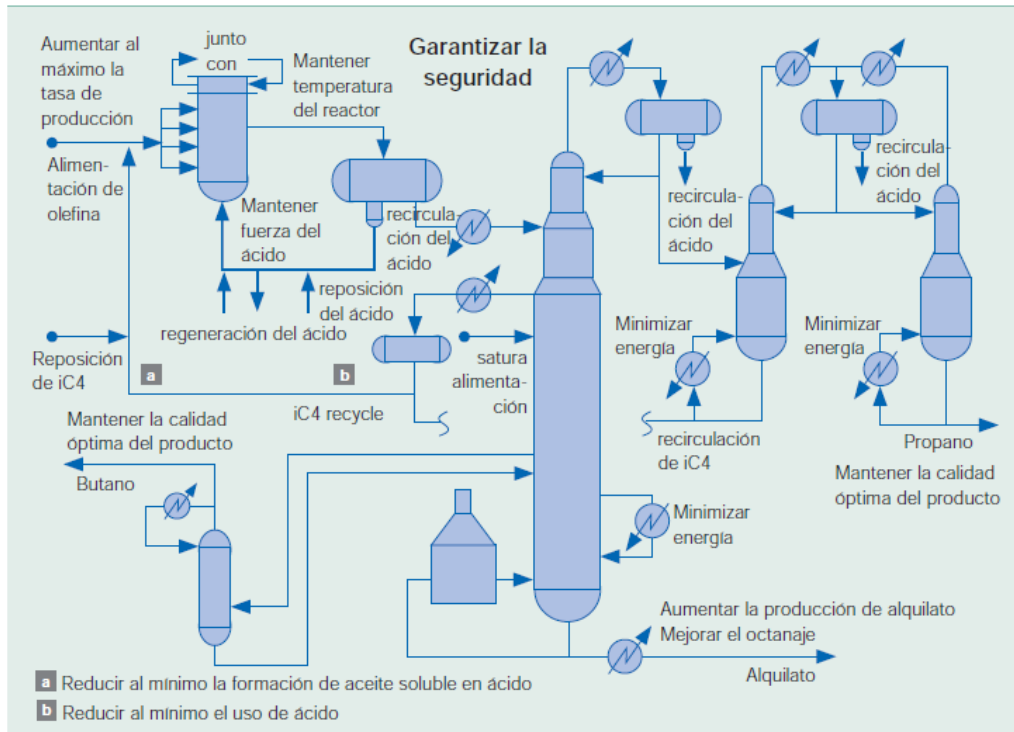 Aumentar al
máximo la
tasa de
producción
junto
con
Mantener
temperatura
del reactor
Garantizar la
seguridad
Alimen-
tación de
olefina
Mantener
fuerza del
ácido
recircula-
ción del
ácido
reposición
del ácido
regeneración del ácido
recircula-
ción del
ácido
recircula-
ción del
ácido
Reposición
de iC4
a
b
iC4 recycle
satura
alimenta-
ción
Minimizar
energía
Minimizar
energía
recirculación
de iC4
Propano
Mantener la calidad
óptima del producto
Mantener la calidad
óptima del producto
Butano
Minimizar
energía
Aumentar la producción de alquilato
Mejorar el octanaje
Alquilato
a Reducir al mínimo la formación de aceite soluble en ácido
b Reducir al mínimo el uso de ácido